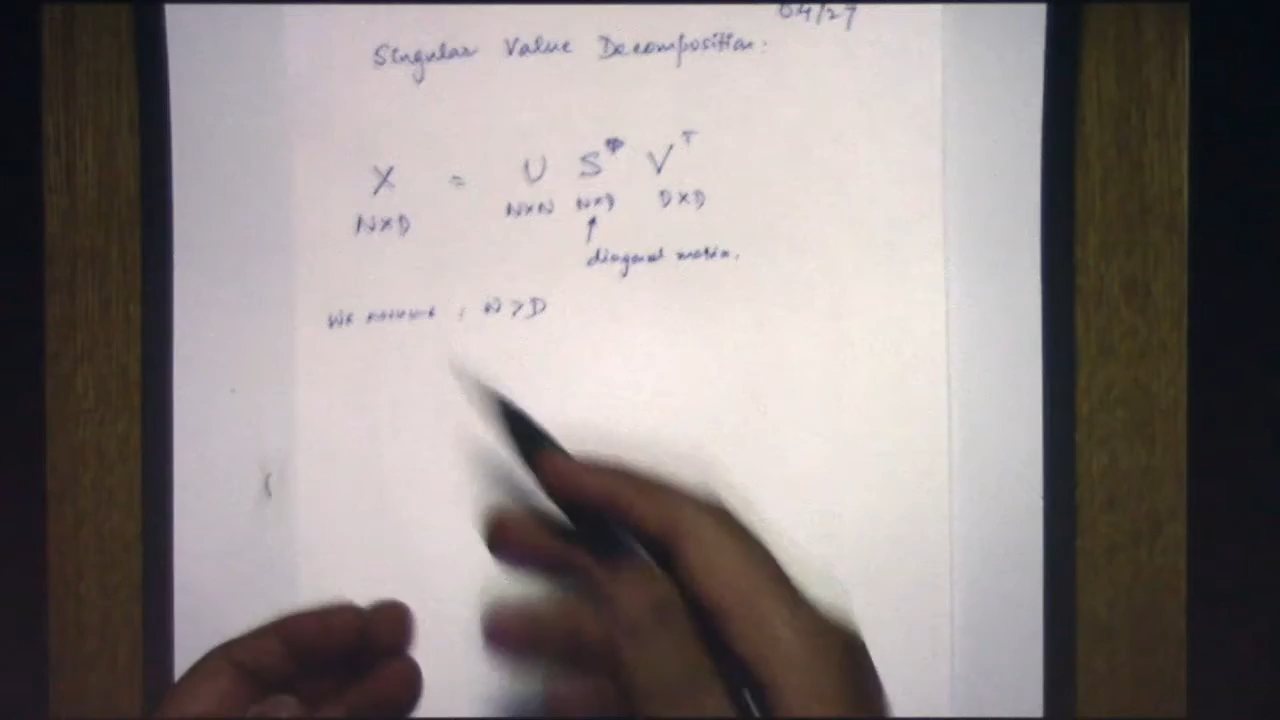 04/27
Singular Value Decomposition:
X = U S V^T
N×D N×N N×D D×D
↑
diagonal matrix.
We assume : N > D